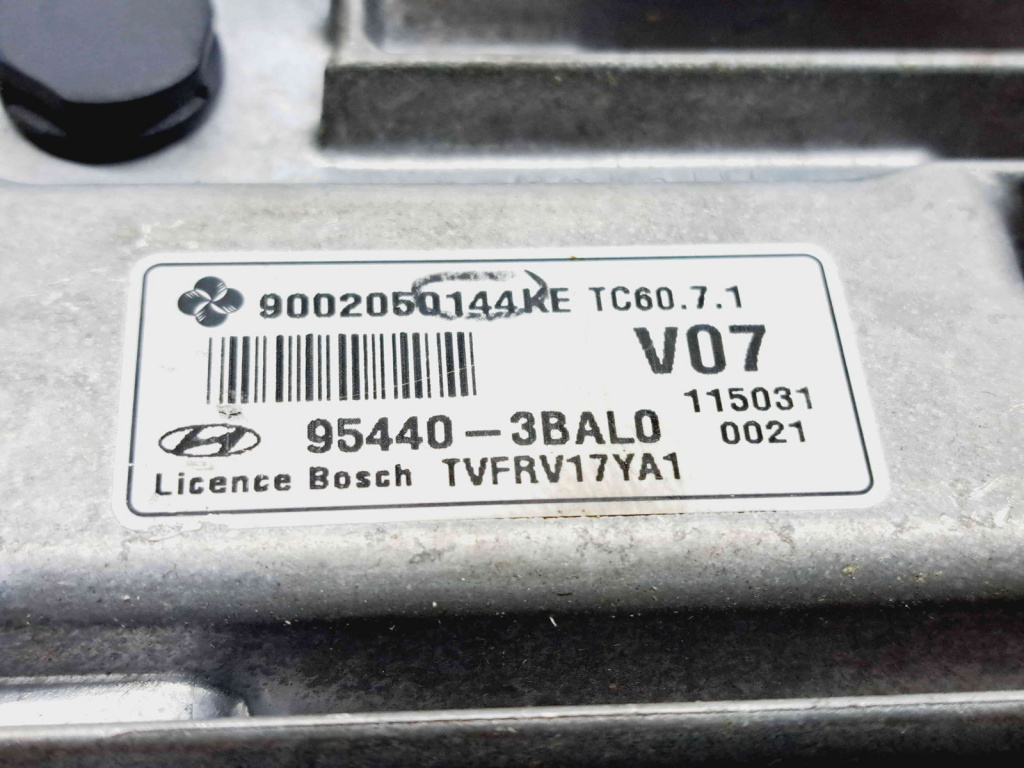 9002050144KE TC60.7.1
V07
115031
95440-3BAL0
0021
Licence Bosch TVFRV17YA1